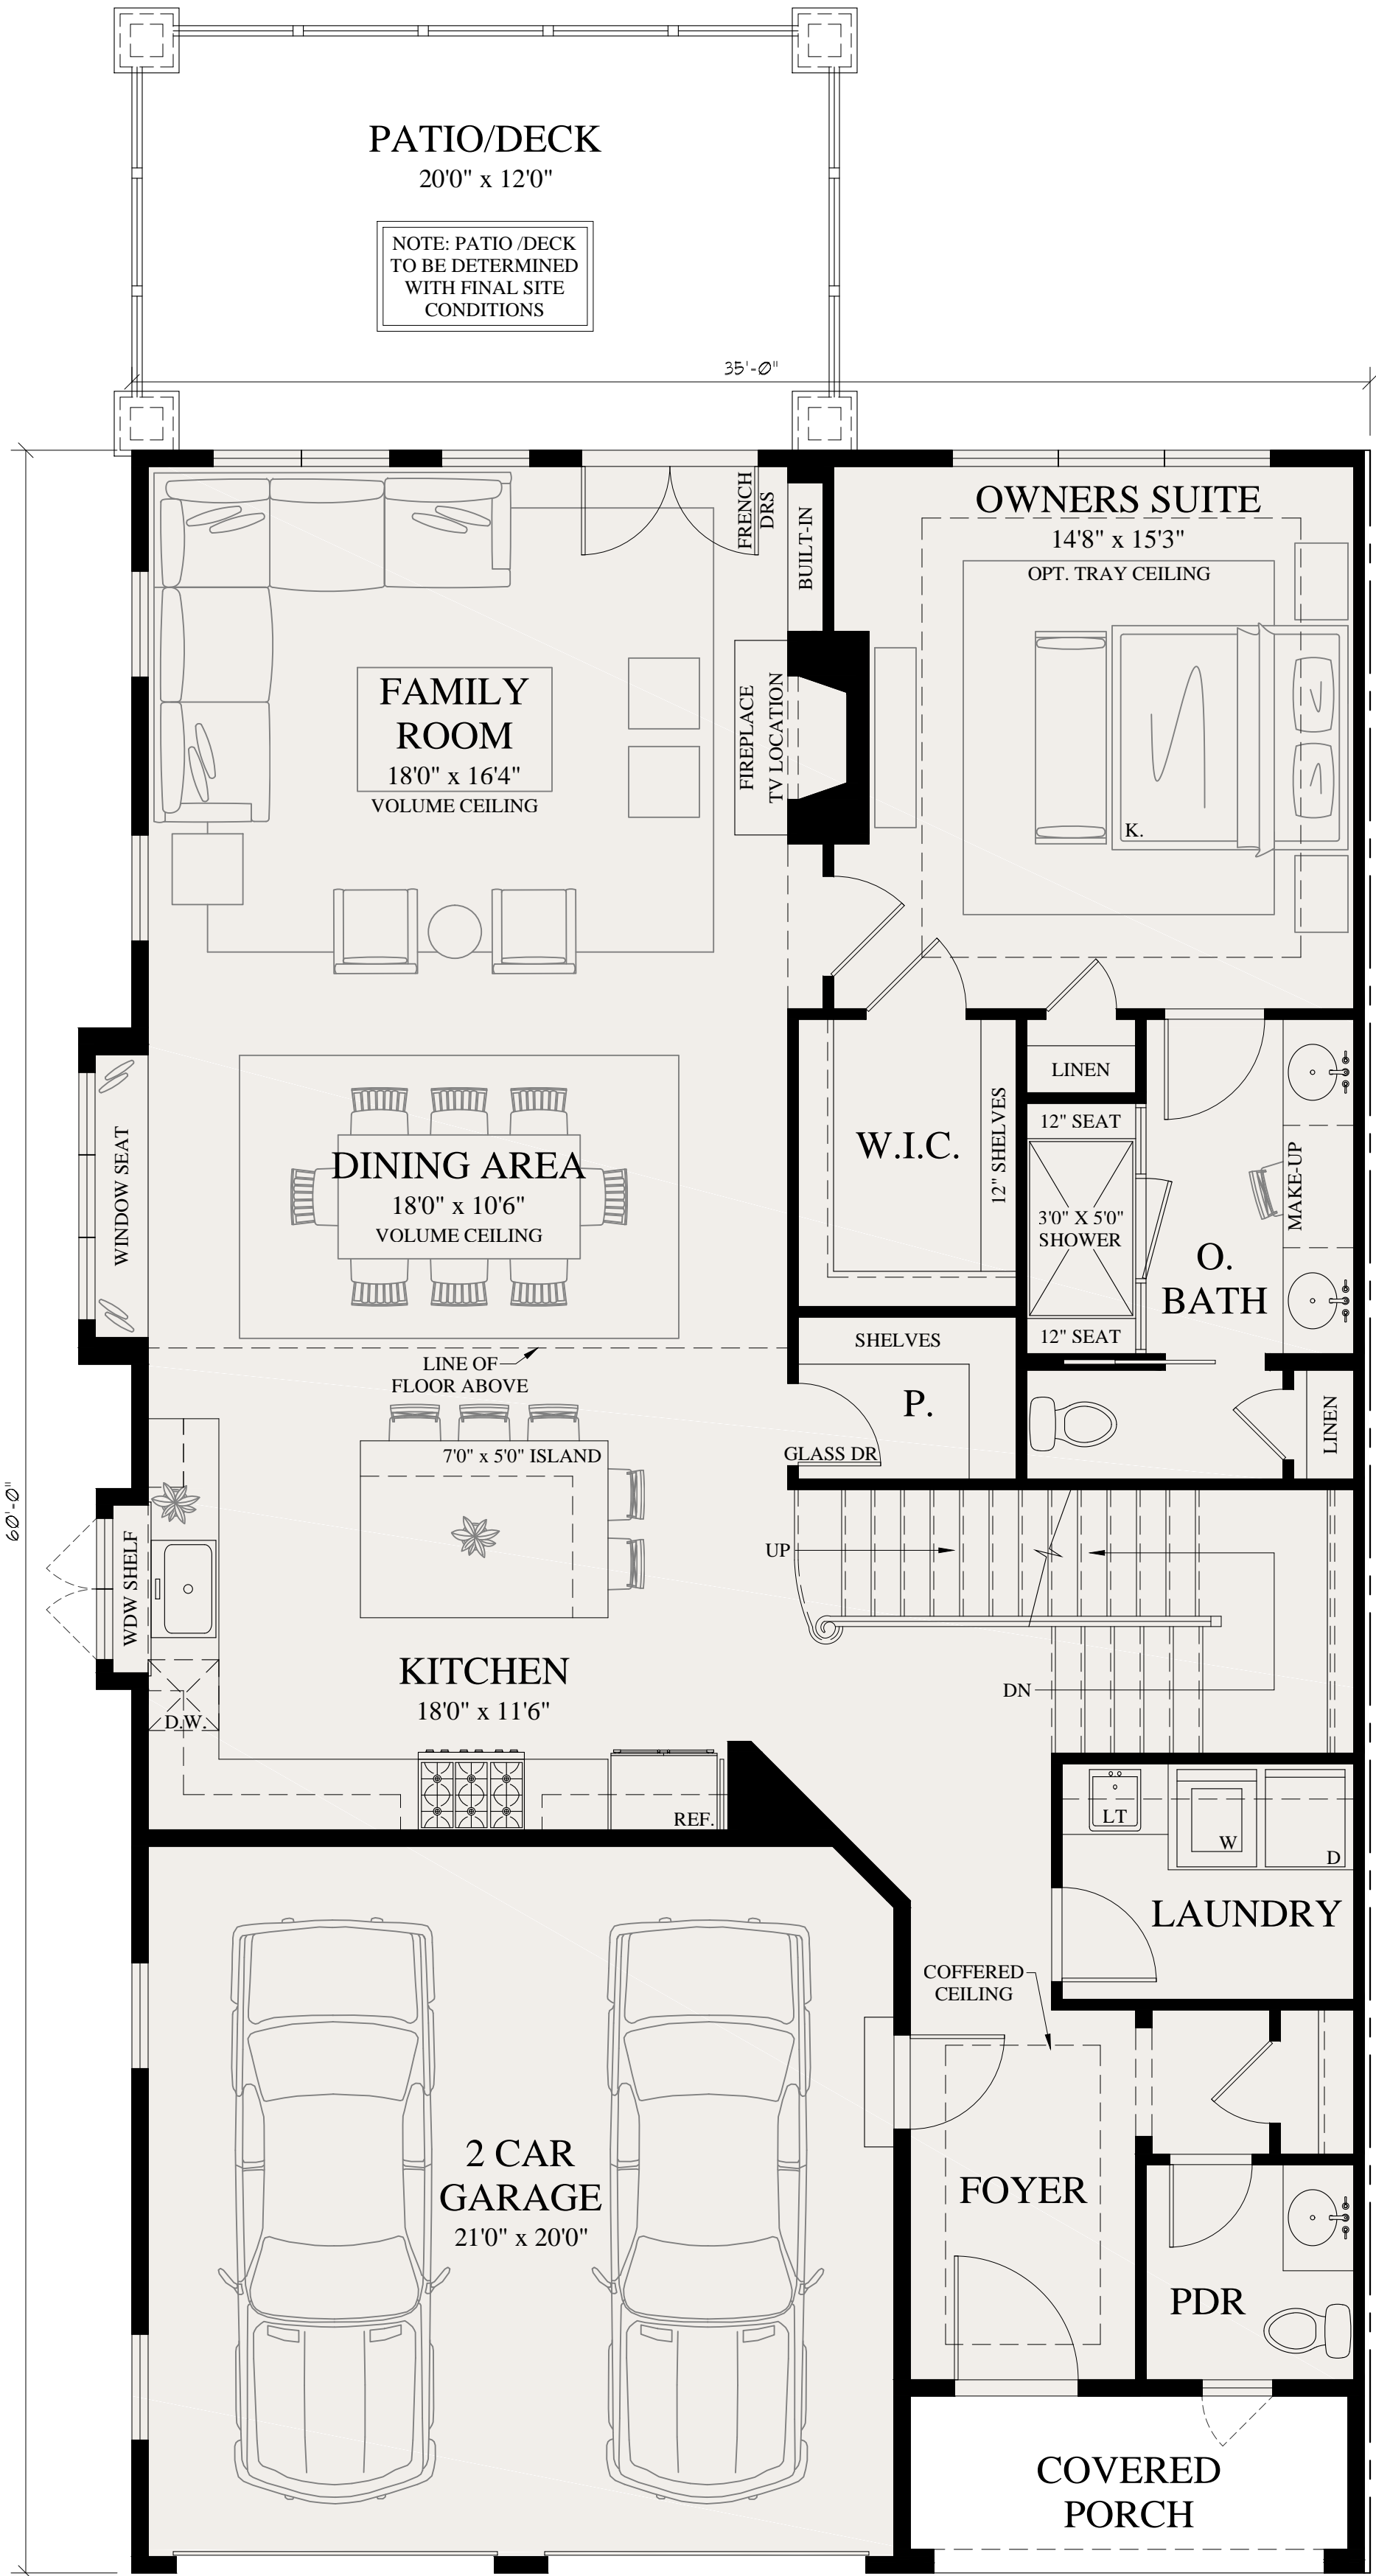 PATIO/DECK
20'0" x 12'0"
NOTE: PATIO /DECK
TO BE DETERMINED
WITH FINAL SITE
CONDITIONS
35'-0"
60'-0"
FRENCH
DRS
BUILT-IN
OWNERS SUITE
14'8" x 15'3"
OPT. TRAY CEILING
K.
FAMILY
ROOM
18'0" x 16'4"
VOLUME CEILING
FIREPLACE
TV LOCATION
WINDOW SEAT
DINING AREA
18'0" x 10'6"
VOLUME CEILING
W.I.C.
12" SHELVES
LINEN
12" SEAT
3'0" X 5'0"
SHOWER
12" SEAT
MAKE-UP
O.
BATH
LINE OF
FLOOR ABOVE
SHELVES
P.
GLASS DR
LINEN
7'0" x 5'0" ISLAND
WDW SHELF
UP
DN
KITCHEN
18'0" x 11'6"
D.W.
REF.
LT
W
D
LAUNDRY
COFFERED
CEILING
2 CAR
GARAGE
21'0" x 20'0"
FOYER
PDR
COVERED
PORCH